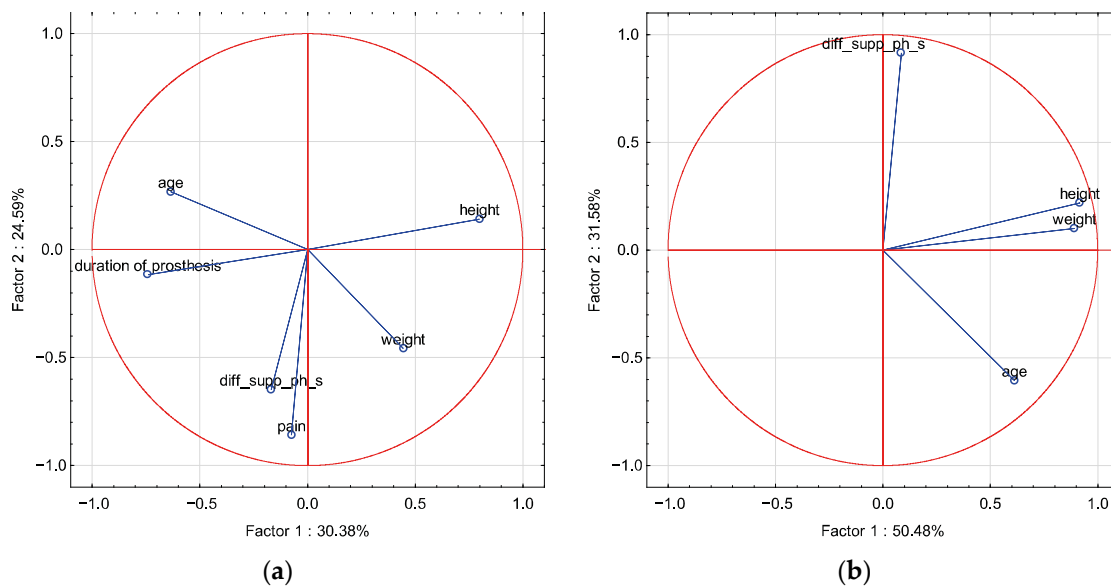 1.0
0.5
0.0
−0.5
−1.0
Factor 2 : 24.59%
age
height
duration of prosthesis
weight
diff_supp_ph_s
pain
−1.0
−0.5
0.0
0.5
1.0
Factor 1 : 30.38%
(a)
1.0
0.5
0.0
−0.5
−1.0
Factor 2 : 31.58%
diff_supp_ph_s
height
weight
age
−1.0
−0.5
0.0
0.5
1.0
Factor 1 : 50.48%
(b)